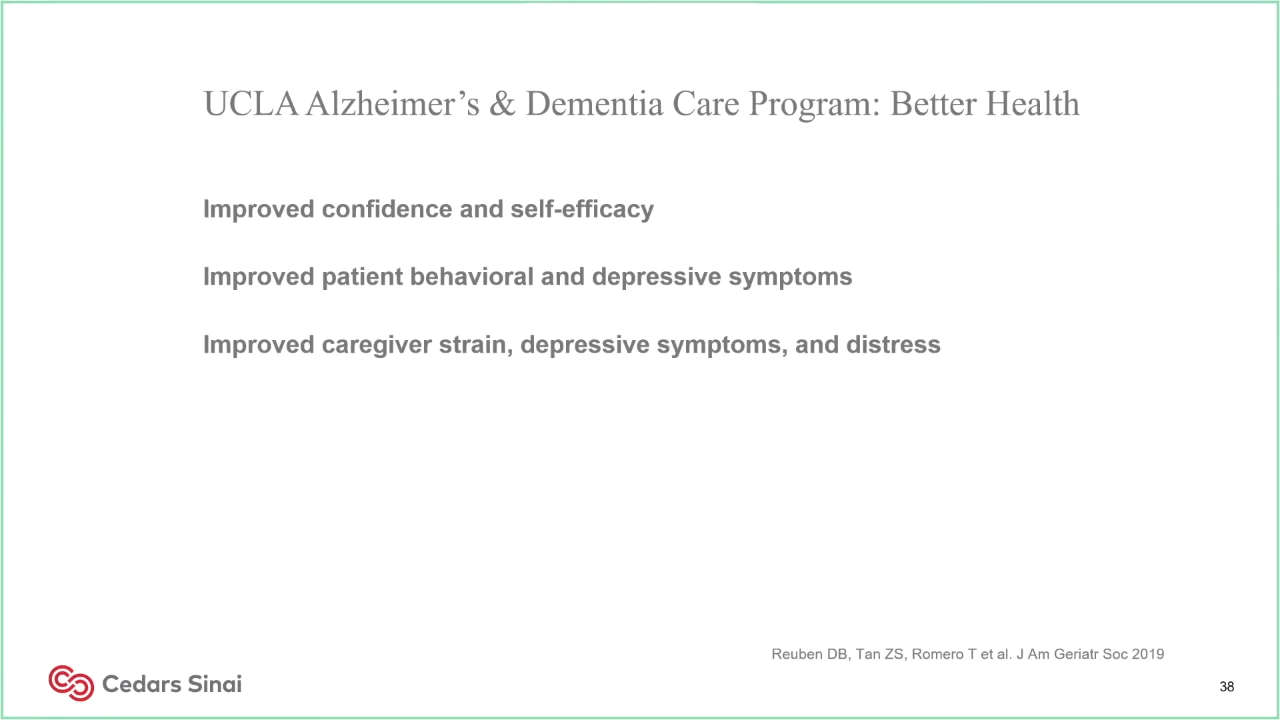 UCLA Alzheimer’s & Dementia Care Program: Better Health
Improved confidence and self-efficacy
Improved patient behavioral and depressive symptoms
Improved caregiver strain, depressive symptoms, and distress
Reuben DB, Tan ZS, Romero T et al. J Am Geriatr Soc 2019
Cedars Sinai
38